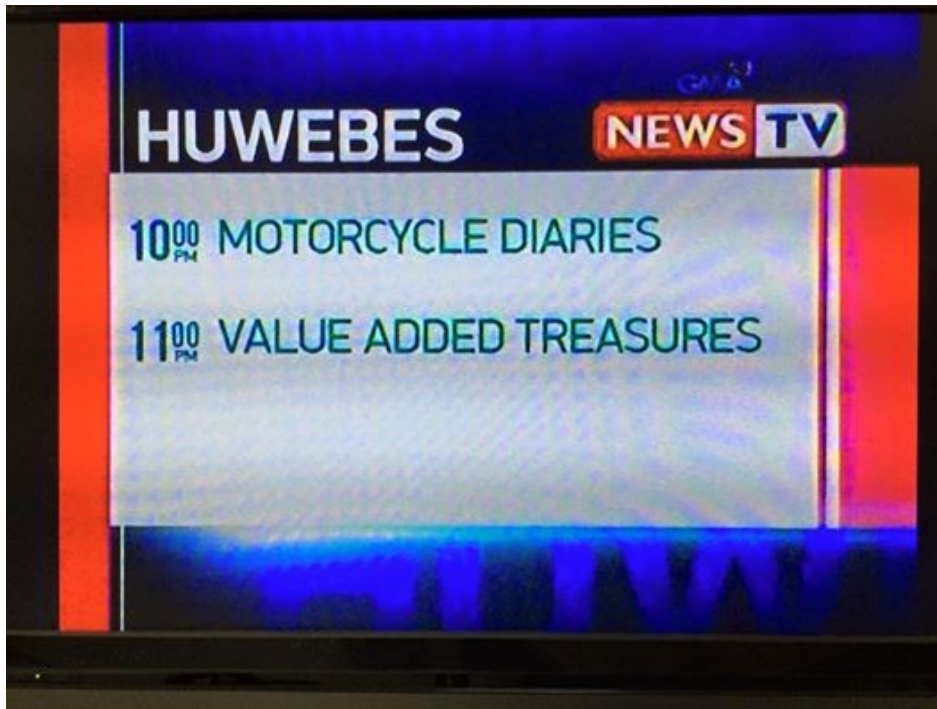 GMA
HUWEBES
NEWS TV
10:00 PM MOTORCYCLE DIARIES
11:00 PM VALUE ADDED TREASURES